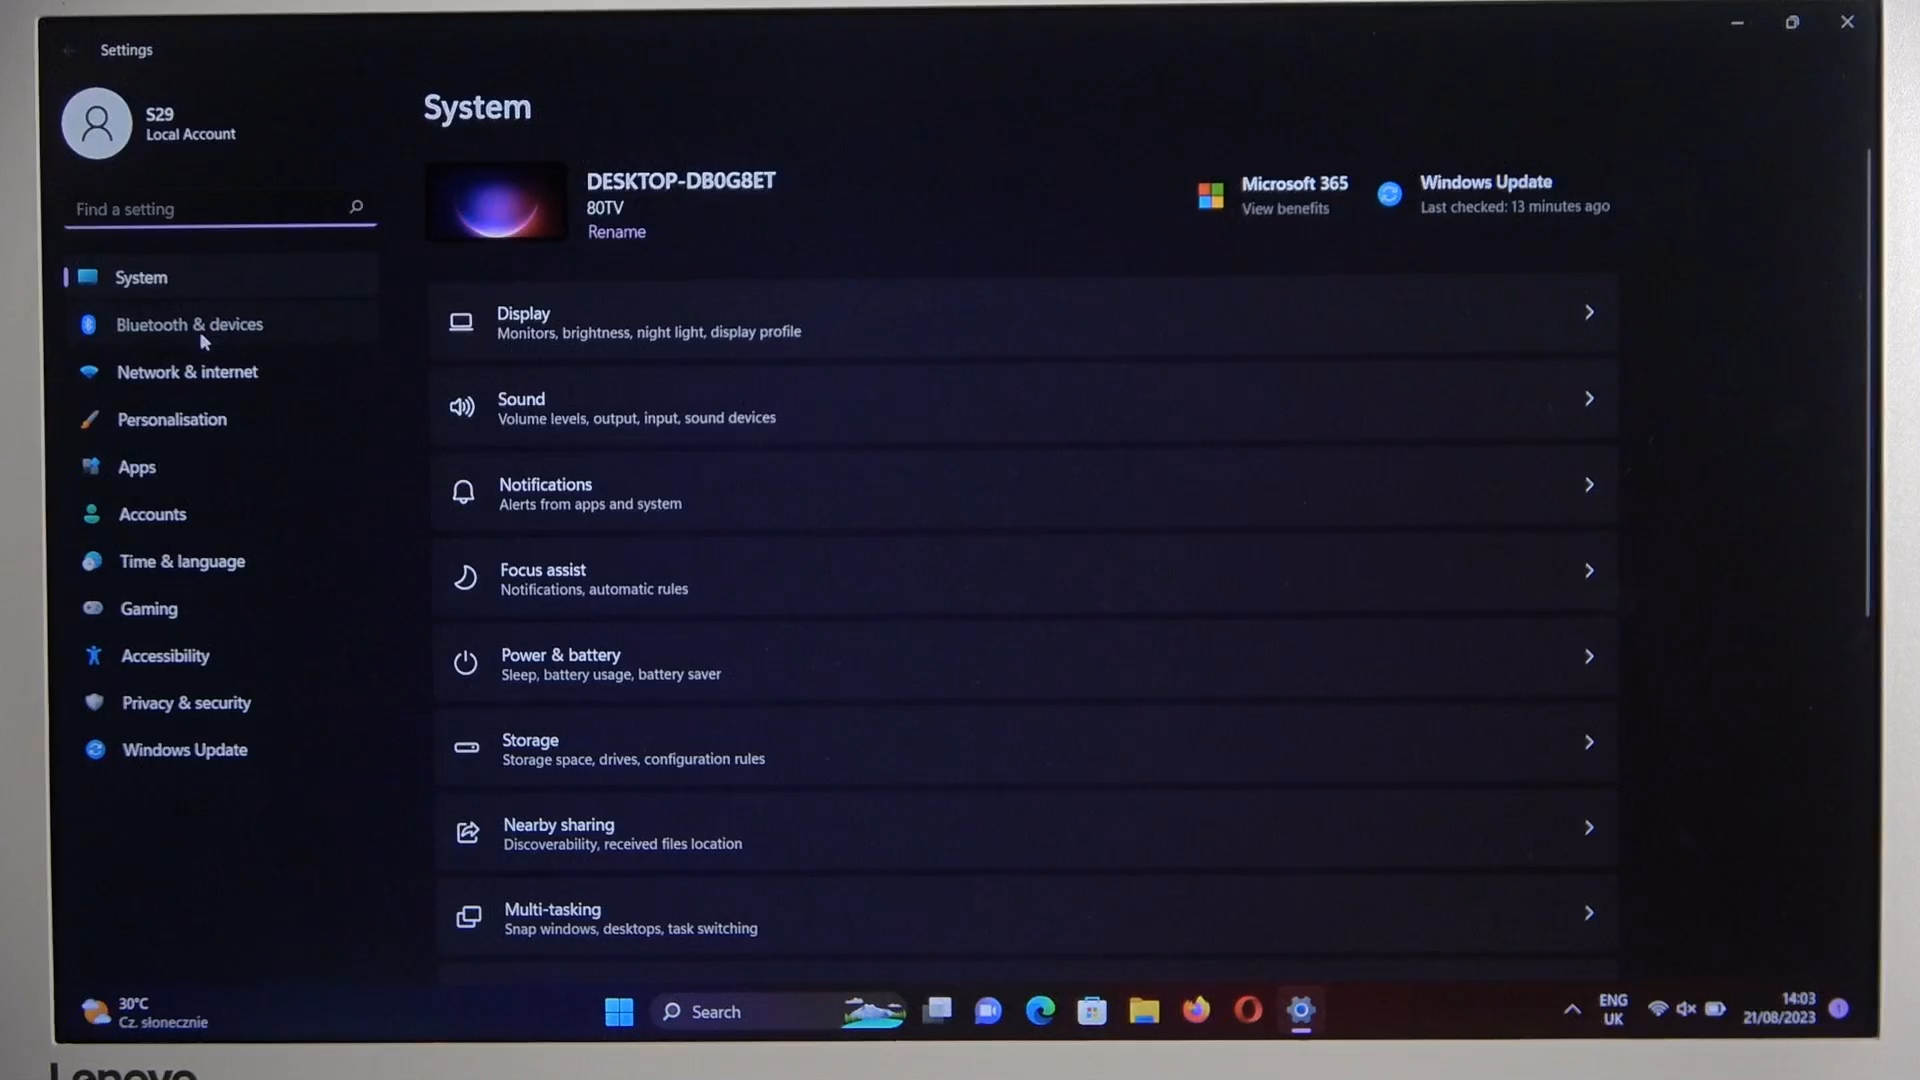 Settings
S29
Local Account
Find a setting
System
Bluetooth & devices
Network & internet
Personalisation
Apps
Accounts
Time & language
Gaming
Accessibility
Privacy & security
Windows Update
System
DESKTOP-DB0G8ET
80TV
Rename
Microsoft 365
View benefits
Windows Update
Last checked: 13 minutes ago
Display
Monitors, brightness, night light, display profile
Sound
Volume levels, output, input, sound devices
Notifications
Alerts from apps and system
Focus assist
Notifications, automatic rules
Power & battery
Sleep, battery usage, battery saver
Storage
Storage space, drives, configuration rules
Nearby sharing
Discoverability, received files location
Multi-tasking
Snap windows, desktops, task switching
30°C
Cz. słonecznie
Search
ENG
UK
14:03
21/08/2023
1
Lenovo